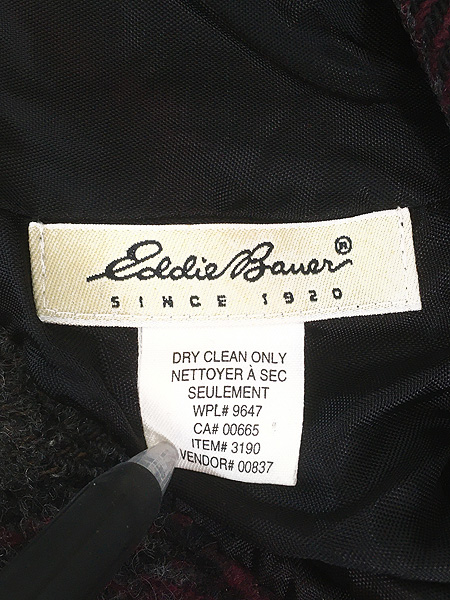 Eddie Bauer®
SINCE 1920
DRY CLEAN ONLY
NETTOYER À SEC
SEULEMENT
WPL# 9647
CA# 00665
ITEM# 3190
VENDOR# 00837